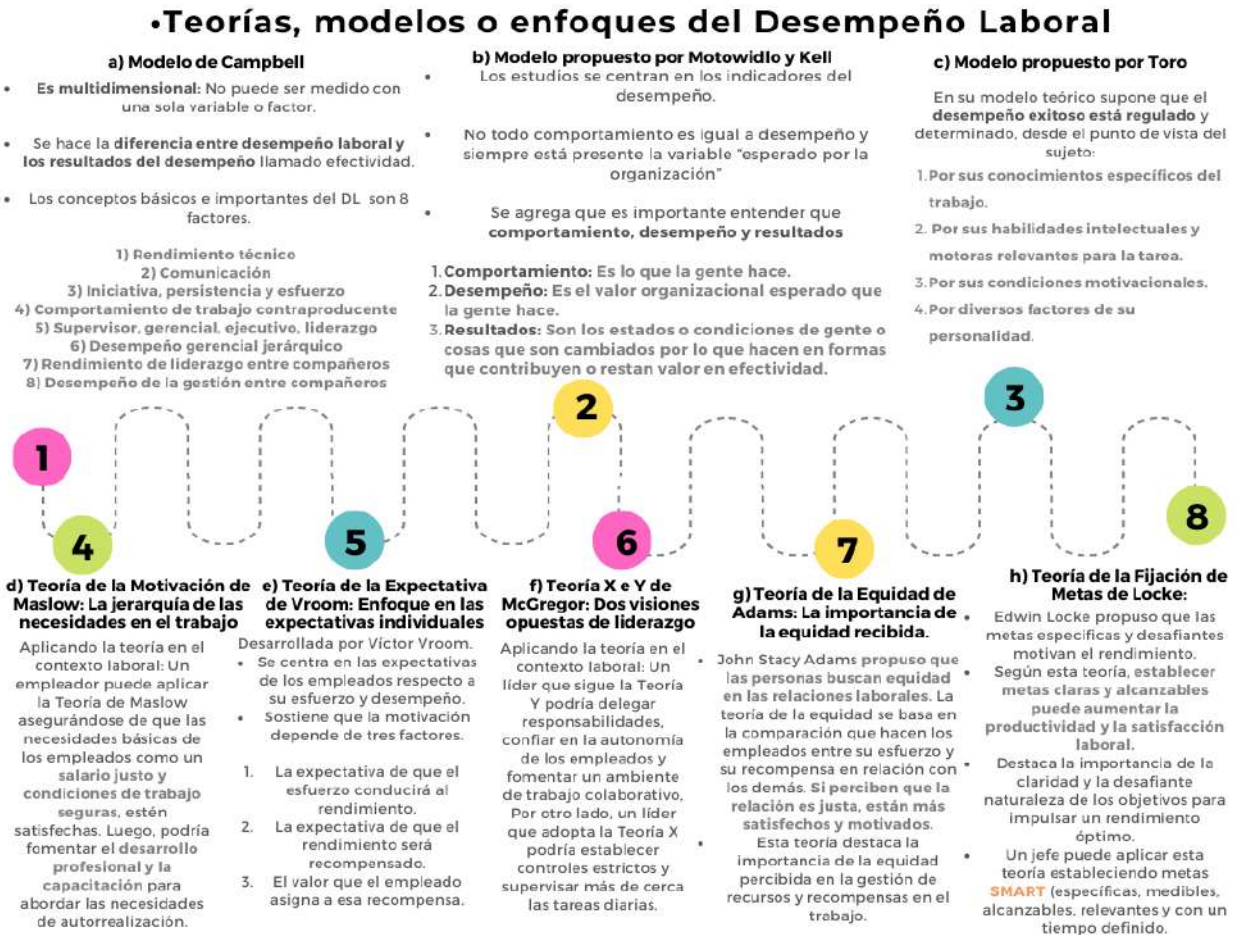 •Teorías, modelos o enfoques del Desempeño Laboral
a) Modelo de Campbell
• Es multidimensional: No puede ser medido con
una sola variable o factor.
• Se hace la diferencia entre desempeño laboral y
los resultados del desempeño llamado efectividad.
• Los conceptos básicos e importantes del DL son 8
factores.
1) Rendimiento técnico
2) Comunicación
3) Iniciativa, persistencia y esfuerzo
4) Comportamiento de trabajo contraproducente
5) Supervisor, gerencial, ejecutivo, liderazgo
6) Desempeño gerencial jerárquico
7) Rendimiento de liderazgo entre compañeros
8) Desempeño de la gestión entre compañeros
b) Modelo propuesto por Motowidlo y Kell
• Los estudios se centran en los indicadores del
desempeño.
• No todo comportamiento es igual a desempeño y
siempre está presente la variable "esperado por la
organización"
• Se agrega que es importante entender que
comportamiento, desempeño y resultados
1. Comportamiento: Es lo que la gente hace.
2. Desempeño: Es el valor organizacional esperado que
la gente hace.
3. Resultados: Son los estados o condiciones de gente o
cosas que son cambiados por lo que hacen en formas
que contribuyen o restan valor en efectividad.
c) Modelo propuesto por Toro
En su modelo teórico supone que el
desempeño exitoso está regulado y
determinado, desde el punto de vista del
sujeto:
1. Por sus conocimientos específicos del
trabajo.
2. Por sus habilidades intelectuales y
motoras relevantes para la tarea.
3. Por sus condiciones motivacionales.
4. Por diversos factores de su
personalidad.
1
2
3
4
5
6
7
8
d) Teoría de la Motivación de
Maslow: La jerarquía de las
necesidades en el trabajo
Aplicando la teoría en el
contexto laboral: Un
empleador puede aplicar
la Teoría de Maslow
asegurándose de que las
necesidades básicas de
los empleados como un
salario justo y
condiciones de trabajo
seguras, estén
satisfechas. Luego, podría
fomentar el desarrollo
profesional y la
capacitación para
abordar las necesidades
de autorrealización.
e) Teoría de la Expectativa
de Vroom: Enfoque en las
expectativas individuales
Desarrollada por Víctor Vroom.
• Se centra en las expectativas
de los empleados respecto a
su esfuerzo y desempeño.
• Sostiene que la motivación
depende de tres factores.
1. La expectativa de que el
esfuerzo conducirá al
rendimiento.
2. La expectativa de que el
rendimiento será
recompensado.
3. El valor que el empleado
asigna a esa recompensa.
f) Teoría X e Y de
McGregor: Dos visiones
opuestas de liderazgo
Aplicando la teoría en el
contexto laboral: Un
líder que sigue la Teoría
Y podría delegar
responsabilidades,
confiar en la autonomía
de los empleados y
fomentar un ambiente
de trabajo colaborativo,
Por otro lado, un líder
que adopta la Teoría X
podría establecer
controles estrictos y
supervisar más de cerca
las tareas diarias.
g) Teoría de la Equidad de
Adams: La importancia de
la equidad recibida.
• John Stacy Adams propuso que
las personas buscan equidad
en las relaciones laborales. La
teoría de la equidad se basa en
la comparación que hacen los
empleados entre su esfuerzo y
su recompensa en relación con
los demás. Si perciben que la
relación es justa, están más
satisfechos y motivados.
• Esta teoría destaca la
importancia de la equidad
percibida en la gestión de
recursos y recompensas en el
trabajo.
h) Teoría de la Fijación de
Metas de Locke:
• Edwin Locke propuso que las
metas especificas y desafiantes
motivan el rendimiento.
• Según esta teoría, establecer
metas claras y alcanzables
puede aumentar la
productividad y la satisfacción
laboral.
• Destaca la importancia de la
claridad y la desafiante
naturaleza de los objetivos para
impulsar un rendimiento
óptimo.
• Un jefe puede aplicar esta
teoría estableciendo metas
SMART (específicas, medibles,
alcanzables, relevantes y con un
tiempo definido.